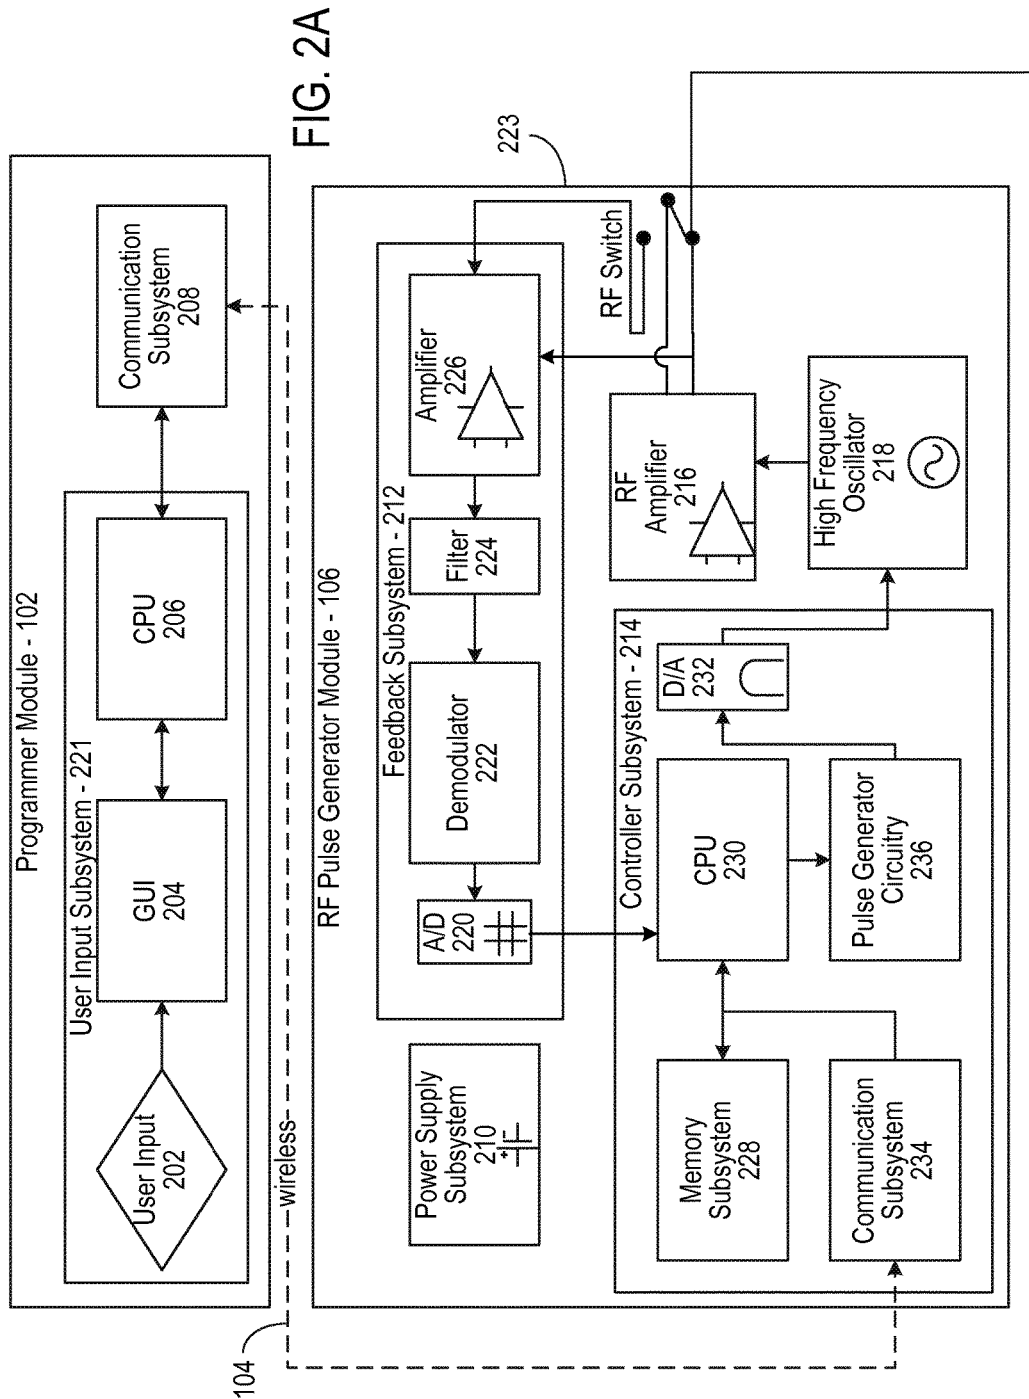 FIG. 2A
Programmer Module - 102
User Input Subsystem - 221
User Input
202
GUI
204
CPU
206
Communication
Subsystem
208
104
wireless
RF Pulse Generator Module - 106
223
Power Supply
Subsystem
210
+
-
Feedback Subsystem - 212
A/D
220
Demodulator
222
Filter
224
Amplifier
226
RF Switch
Controller Subsystem - 214
Memory
Subsystem
228
Communication
Subsystem
234
CPU
230
Pulse Generator
Circuitry
236
D/A
232
RF
Amplifier
216
High Frequency
Oscillator
218